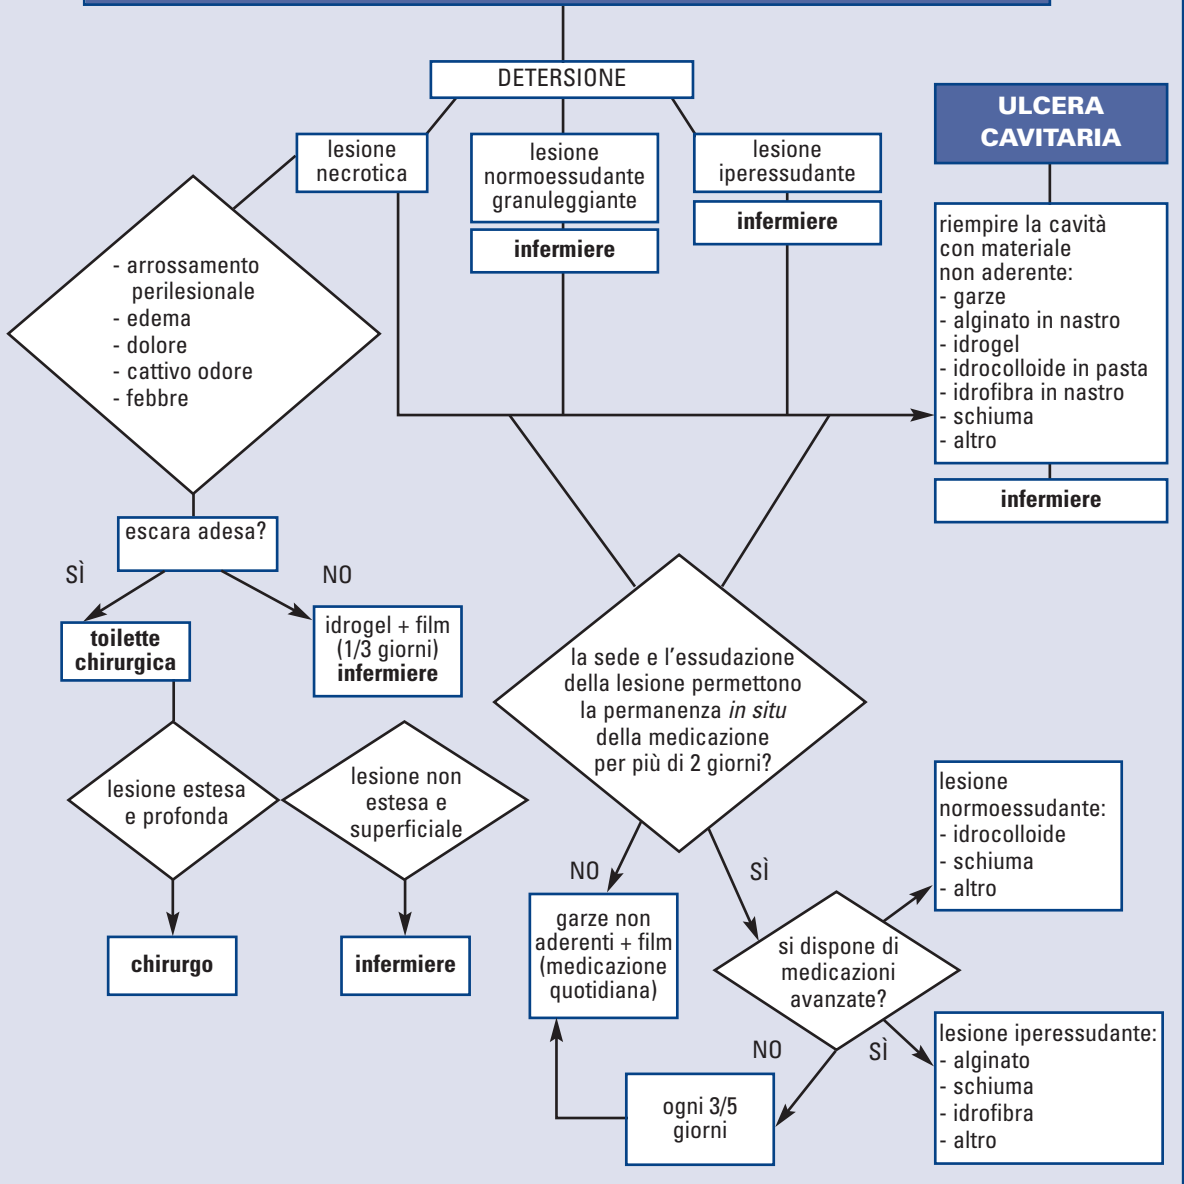 DETERSIONE
ULCERA
CAVITARIA
lesione
necrotica
lesione
normoessudante
granuleggiante
infermiere
lesione
iperessudante
infermiere
riempire la cavità
con materiale
non aderente:
- garze
- alginato in nastro
- idrogel
- idrocolloide in pasta
- idrofibra in nastro
- schiuma
- altro
infermiere
- arrossamento
perilesionale
- edema
- dolore
- cattivo odore
- febbre
escara adesa?
SÌ
NO
toilette
chirurgica
idrogel + film
(1/3 giorni)
infermiere
lesione estesa
e profonda
lesione non
estesa e
superficiale
chirurgo
infermiere
la sede e l'essudazione
della lesione permettono
la permanenza in situ
della medicazione
per più di 2 giorni?
NO
SÌ
garze non
aderenti + film
(medicazione
quotidiana)
si dispone di
medicazioni
avanzate?
lesione
normoessudante:
- idrocolloide
- schiuma
- altro
NO
SÌ
ogni 3/5
giorni
lesione iperessudante:
- alginato
- schiuma
- idrofibra
- altro